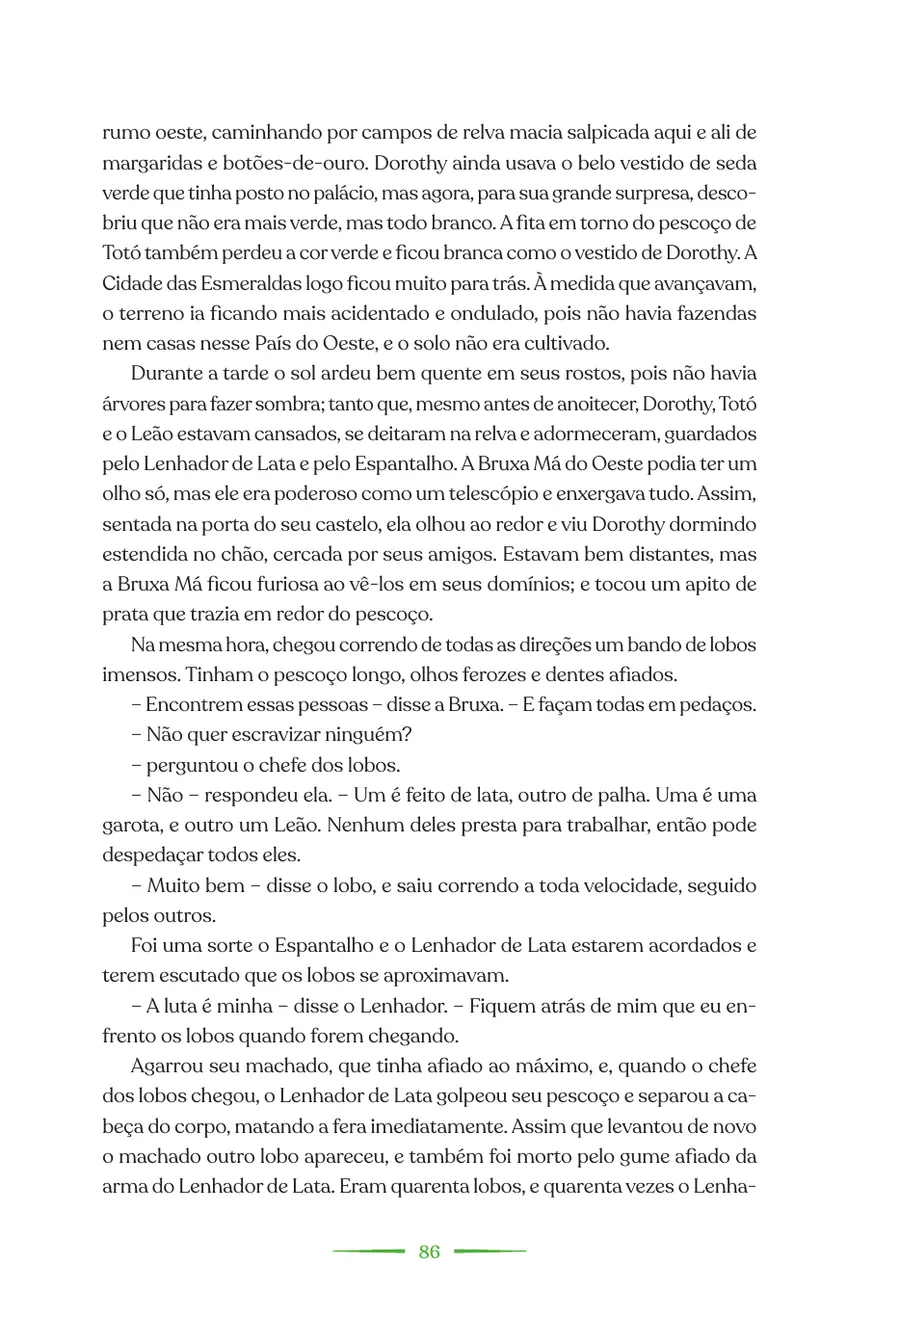 rumo oeste, caminhando por campos de relva macia salpicada aqui e ali de
margaridas e botões-de-ouro. Dorothy ainda usava o belo vestido de seda
verde que tinha posto no palácio, mas agora, para sua grande surpresa, desco-
briu que não era mais verde, mas todo branco. A fita em torno do pescoço de
Totó também perdeu a cor verde e ficou branca como o vestido de Dorothy. A
Cidade das Esmeraldas logo ficou muito para trás. À medida que avançavam,
o terreno ia ficando mais acidentado e ondulado, pois não havia fazendas
nem casas nesse País do Oeste, e o solo não era cultivado.
Durante a tarde o sol ardeu bem quente em seus rostos, pois não havia
árvores para fazer sombra; tanto que, mesmo antes de anoitecer, Dorothy, Totó
e o Leão estavam cansados, se deitaram na relva e adormeceram, guardados
pelo Lenhador de Lata e pelo Espantalho. A Bruxa Má do Oeste podia ter um
olho só, mas ele era poderoso como um telescópio e enxergava tudo. Assim,
sentada na porta do seu castelo, ela olhou ao redor e viu Dorothy dormindo
estendida no chão, cercada por seus amigos. Estavam bem distantes, mas
a Bruxa Má ficou furiosa ao vê-los em seus domínios; e tocou um apito de
prata que trazia em redor do pescoço.
Na mesma hora, chegou correndo de todas as direções um bando de lobos
imensos. Tinham o pescoço longo, olhos ferozes e dentes afiados.
– Encontrem essas pessoas – disse a Bruxa. – E façam todas em pedaços.
– Não quer escravizar ninguém?
– perguntou o chefe dos lobos.
– Não – respondeu ela. – Um é feito de lata, outro de palha. Uma é uma
garota, e outro um Leão. Nenhum deles presta para trabalhar, então pode
despedaçar todos eles.
– Muito bem – disse o lobo, e saiu correndo a toda velocidade, seguido
pelos outros.
Foi uma sorte o Espantalho e o Lenhador de Lata estarem acordados e
terem escutado que os lobos se aproximavam.
– A luta é minha – disse o Lenhador. – Fiquem atrás de mim que eu en-
frento os lobos quando forem chegando.
Agarrou seu machado, que tinha afiado ao máximo, e, quando o chefe
dos lobos chegou, o Lenhador de Lata golpeou seu pescoço e separou a ca-
beça do corpo, matando a fera imediatamente. Assim que levantou de novo
o machado outro lobo apareceu, e também foi morto pelo gume afiado da
arma do Lenhador de Lata. Eram quarenta lobos, e quarenta vezes o Lenha-
86